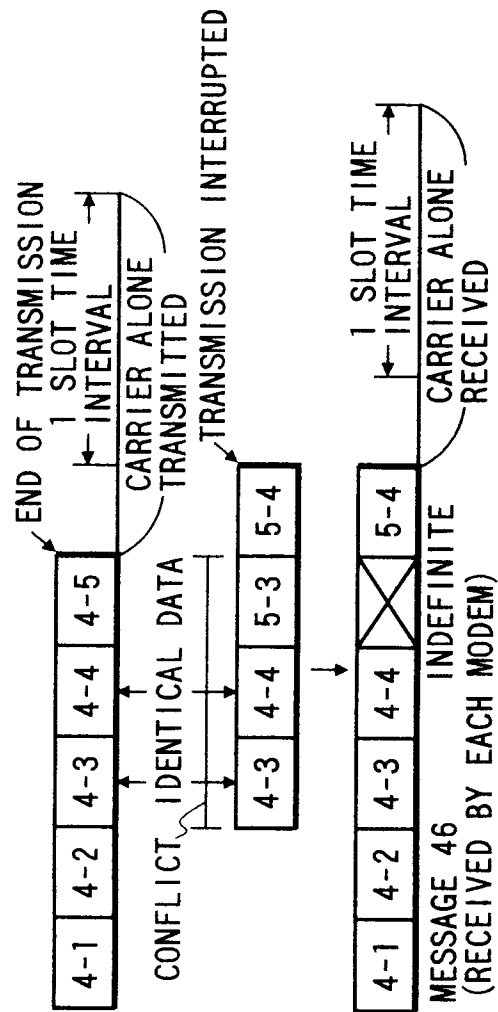 END OF TRANSMISSION
1 SLOT TIME
INTERVAL
4-1 4-2 4-3 4-4 4-5
CARRIER ALONE
TRANSMITTED
CONFLICT IDENTICAL DATA
TRANSMISSION INTERRUPTED
4-3 4-4 5-3 5-4
1 SLOT TIME
INTERVAL
4-1 4-2 4-3 4-4 5-4
CARRIER ALONE
RECEIVED
INDEFINITE
MESSAGE 46
(RECEIVED BY EACH MODEM)